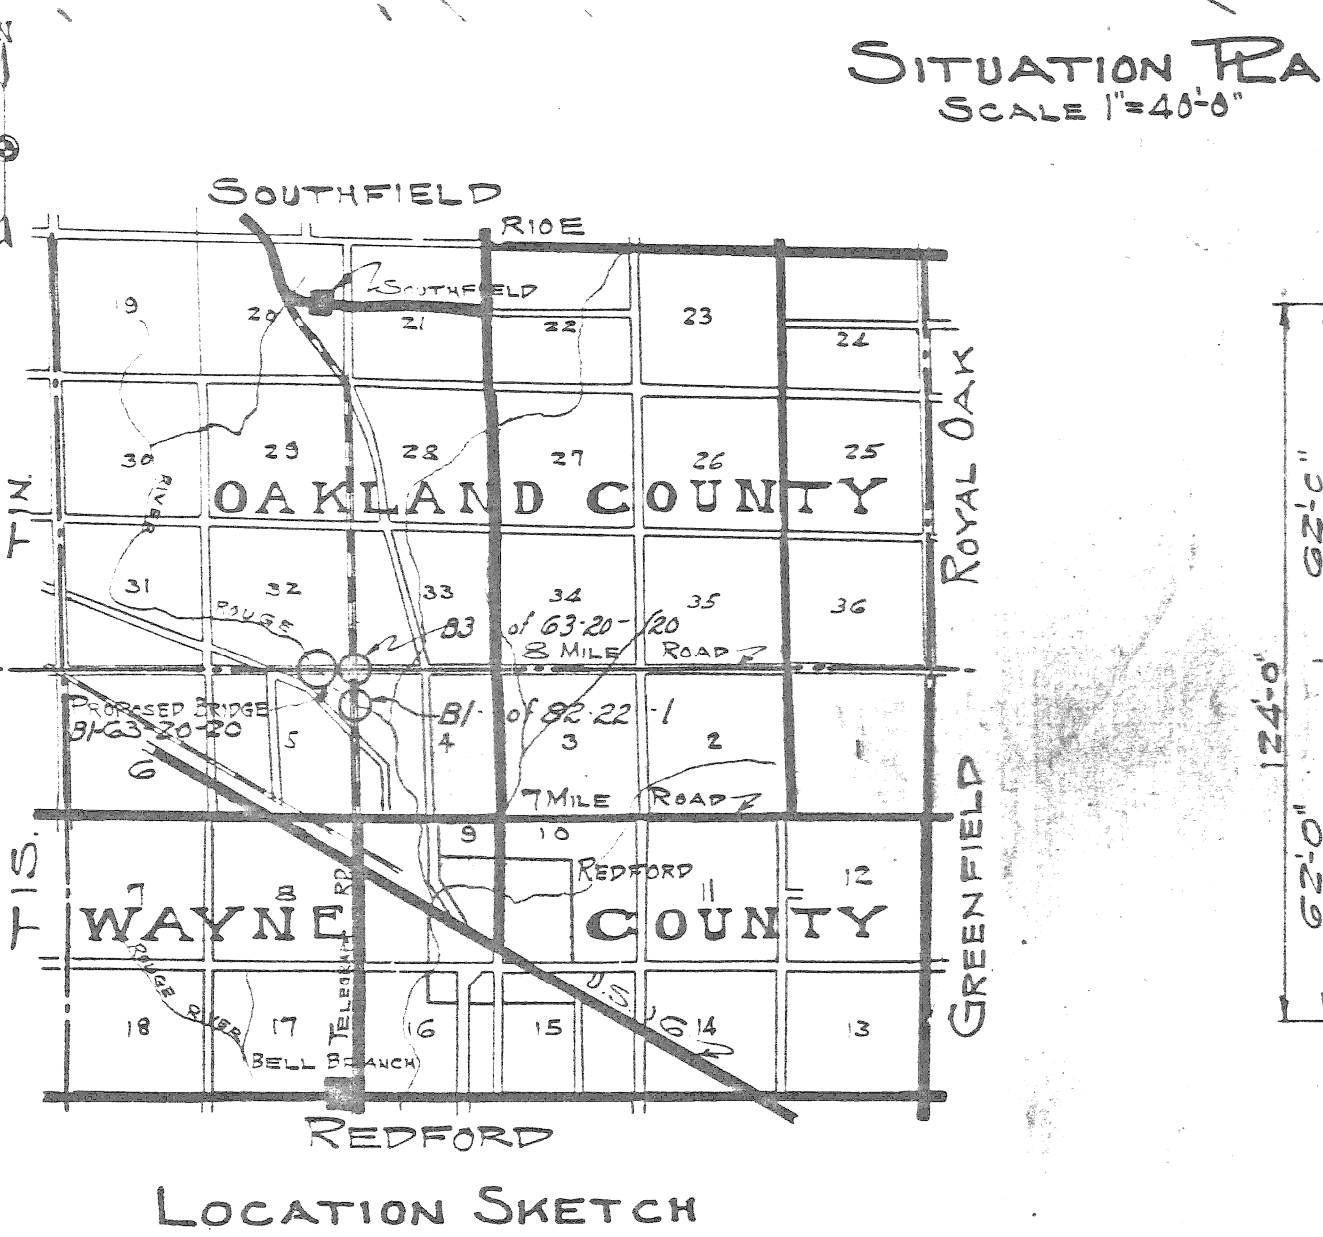 N
SITUATION PLA
SCALE 1"=40'-0"
SOUTHFIELD
R10E
SOUTHFIELD
19
20
21
22
23
24
30
29
28
27
26
25
RIVER
OAKLAND COUNTY
T1N.
ROYAL OAK
31
32
33
34
35
36
ROUGE
B3 of 63-20-20
8 MILE ROAD
PROPOSED BRIDGE
B1-63-20-20
B1- of 82-22-1
6
5
4
3
2
1
7 MILE ROAD
9
10
REDFORD
7
8
11
12
WAYNE COUNTY
T1S.
GREENFIELD
TELEGRAPH RD.
ROUGE RIVER
U.S. 16
18
17
16
15
14
13
BELL BRANCH
REDFORD
LOCATION SKETCH
124'-0"
62'-0"
62'-0"